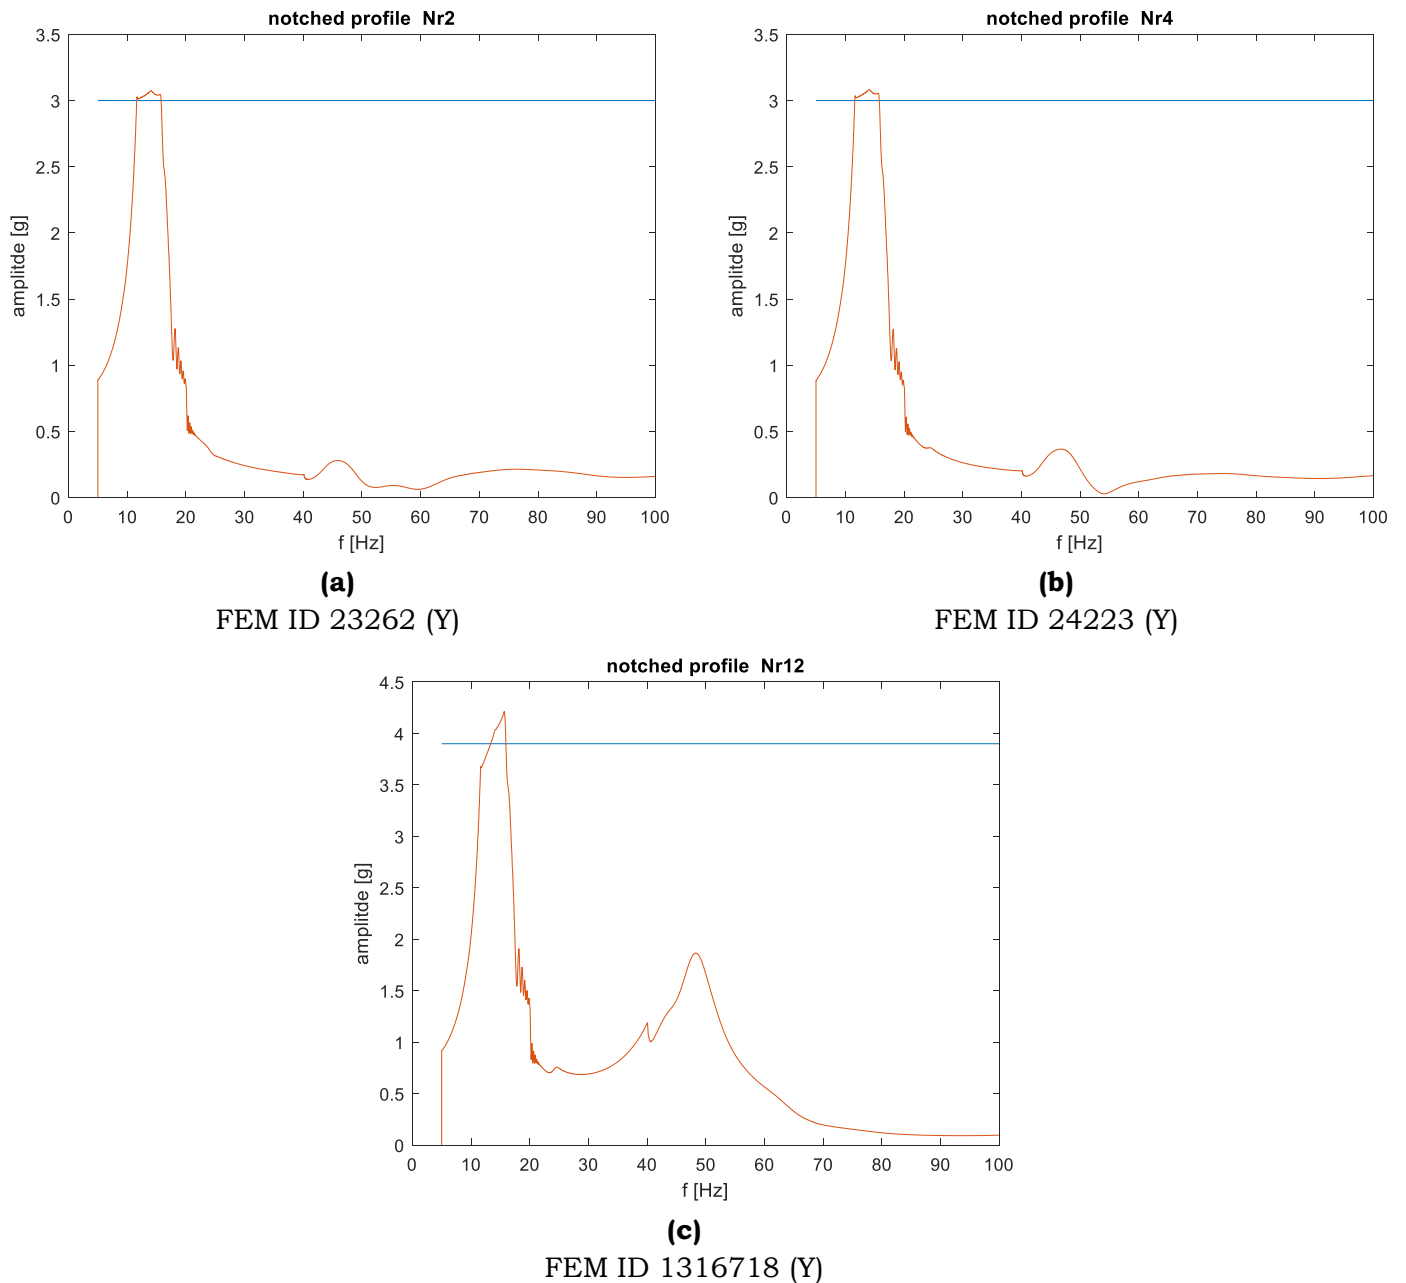 notched profile Nr2
3.5
3
2.5
2
1.5
1
0.5
0
amplitde [g]
0 10 20 30 40 50 60 70 80 90 100
f [Hz]
(a)
FEM ID 23262 (Y)
notched profile Nr4
3.5
3
2.5
2
1.5
1
0.5
0
amplitde [g]
0 10 20 30 40 50 60 70 80 90 100
f [Hz]
(b)
FEM ID 24223 (Y)
notched profile Nr12
4.5
4
3.5
3
2.5
2
1.5
1
0.5
0
amplitde [g]
0 10 20 30 40 50 60 70 80 90 100
f [Hz]
(c)
FEM ID 1316718 (Y)